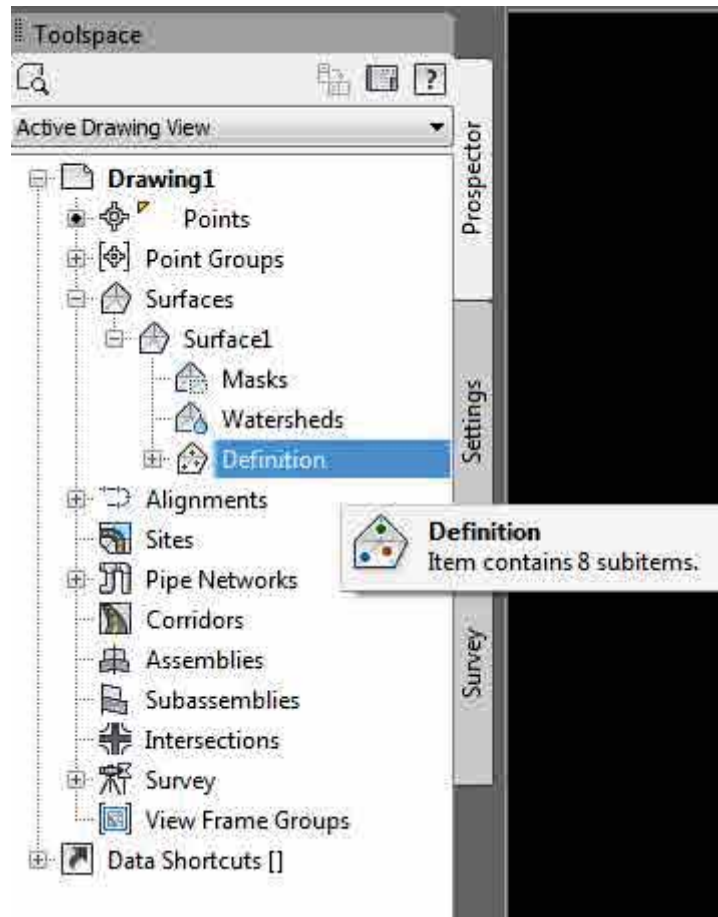 Toolspace
?
Active Drawing View
Drawing1
Points
Point Groups
Surfaces
Surface1
Masks
Watersheds
Definition
Alignments
Sites
Pipe Networks
Corridors
Assemblies
Subassemblies
Intersections
Survey
View Frame Groups
Data Shortcuts []
Prospector
Settings
Survey
Definition
Item contains 8 subitems.